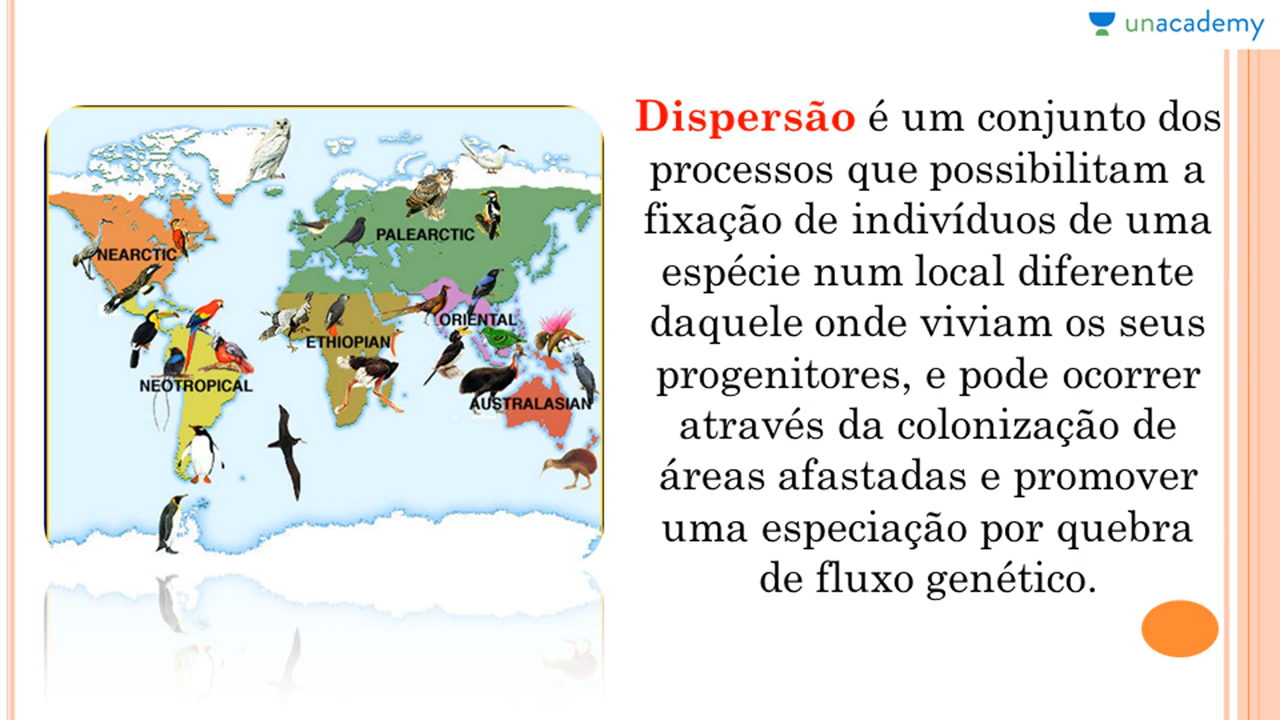 unacademy
Dispersão é um conjunto dos
processos que possibilitam a
fixação de indivíduos de uma
espécie num local diferente
daquele onde viviam os seus
progenitores, e pode ocorrer
através da colonização de
áreas afastadas e promover
uma especiação por quebra
de fluxo genético.
NEARCTIC
PALEARCTIC
ORIENTAL
ETHIOPIAN
NEOTROPICAL
AUSTRALASIAN